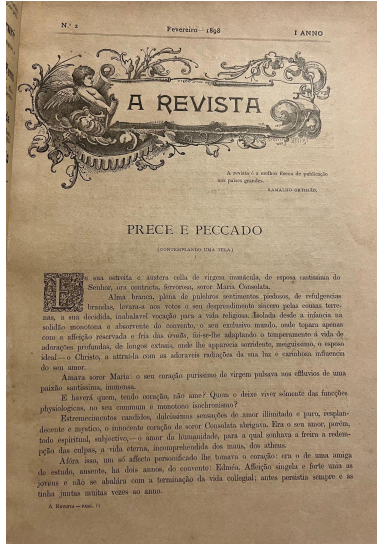 N.º 2
Fevereiro — 1898
I ANNO
A REVISTA
A revista é a melhor fórma de publicação
nos paizes grandes.
RAMALHO ORTIGÃO.
PRECE E PECCADO
(CONTEMPLANDO UMA TELA)
sua estreita e austera cella de virgem immácula, de esposa castissima do
Senhor, ora contricta, fervorosa, soror Maria Consolata.
Alma branca, plena de pulchros sentimentos piedosos, de refulgencias
brandas, levara-a aos votos o seu desprendimento sincero pelas cousas terre-
nas, a sua decidida, inabalavel vocação para a vida religiosa. Isolada desde a infância na
solidão monotona e absorvente do convento, o seu exclusivo mundo, onde topára apenas
com a affeição reservada e fria das irmãs, foi-se-lhe adaptando o temperamento á vida de
adorações profundas, de longos extasis, onde lhe apparecia sorridente, meiguissimo, o esposo
ideal — o Christo, a attrail-a com as adoraveis radiações da sua luz e carinhosa influencia
do seu amor.
Amava soror Maria: o seu coração purissimo de virgem pulsava nos effluvios de uma
paixão santissima, immensa.
E haverá quem, tendo coração, não ame? Quem o deixe viver sómente das funcções
physiologicas, no seu commum e monotono isochronismo?
Estremecimentos candidos, dulcissimas sensações de amor illimitado e puro, resplan-
decente e mystico, o innocente coração de soror Consolata abrigava. Era o seu amor, porém,
todo espiritual, subjectivo, — o amor da humanidade, para a qual sonhava a freira a redem-
pção das culpas, a vida eterna, incomprehendida dos maus, dos atheus.
Afóra isso, um só affecto personificado lhe tomava o coração: era o de uma amiga
do estudo, ausente, ha dois annos, do convento: Edméa. Affeição singela e forte unia as
jovens e não se abalára com a terminação da vida collegial; antes persistia sempre e as
tinha juntas muitas vezes ao anno.
A REVISTA — FASC.